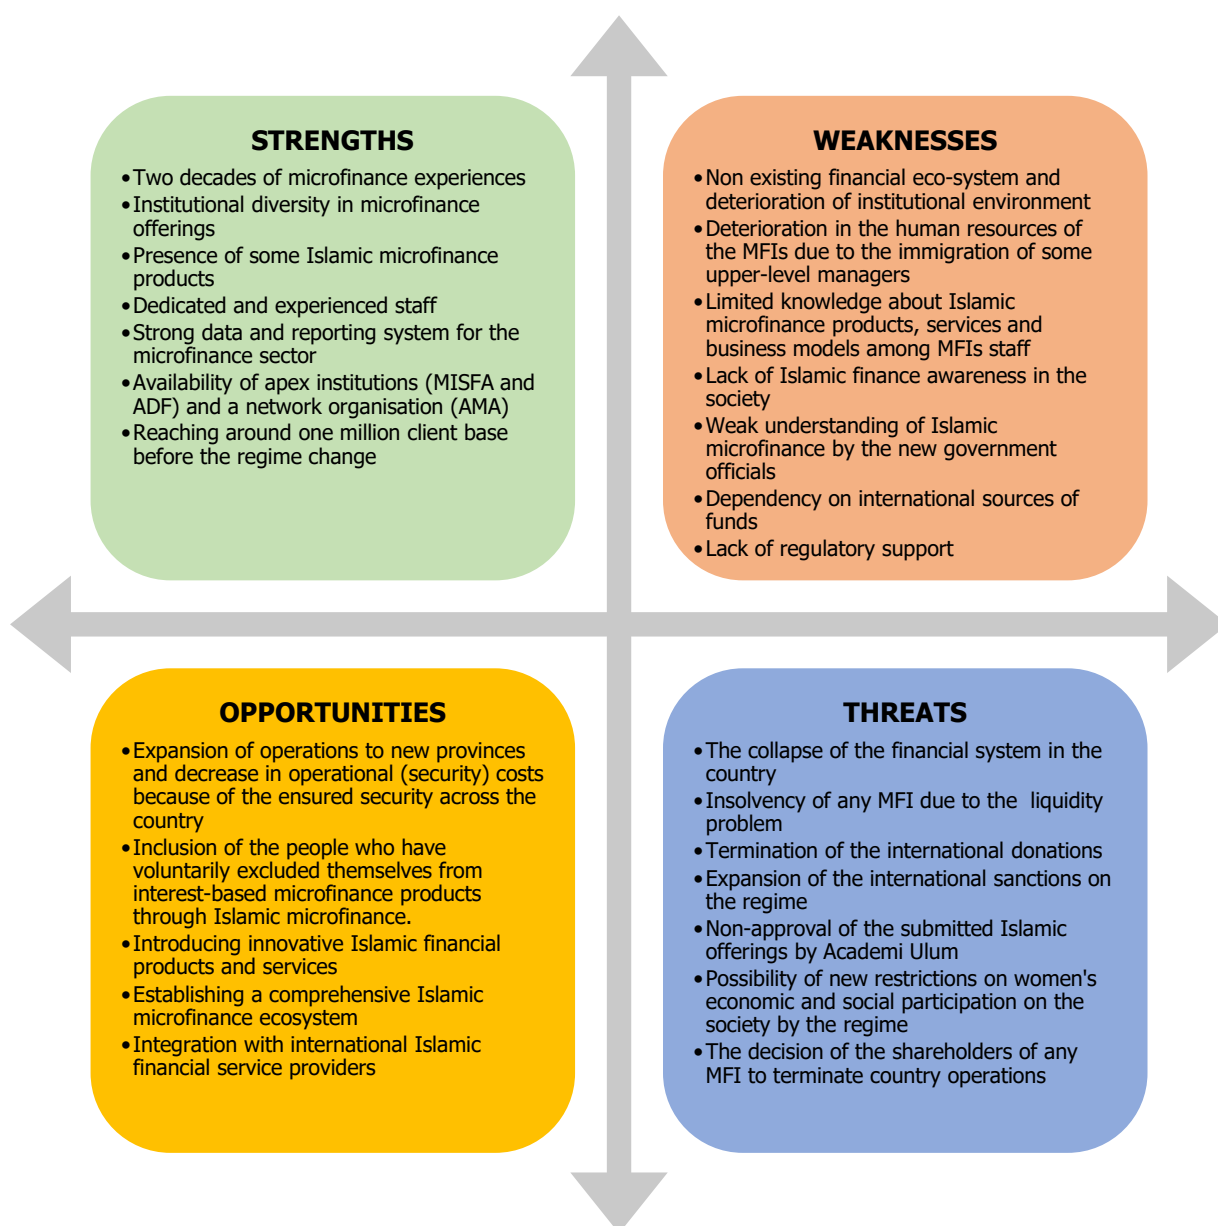 STRENGTHS
•Two decades of microfinance experiences
•Institutional diversity in microfinance
offerings
•Presence of some Islamic microfinance
products
•Dedicated and experienced staff
•Strong data and reporting system for the
microfinance sector
•Availability of apex institutions (MISFA and
ADF) and a network organisation (AMA)
•Reaching around one million client base
before the regime change
WEAKNESSES
•Non existing financial eco-system and
deterioration of institutional environment
•Deterioration in the human resources of
the MFIs due to the immigration of some
upper-level managers
•Limited knowledge about Islamic
microfinance products, services and
business models among MFIs staff
•Lack of Islamic finance awareness in the
society
•Weak understanding of Islamic
microfinance by the new government
officials
•Dependency on international sources of
funds
•Lack of regulatory support
OPPORTUNITIES
•Expansion of operations to new provinces
and decrease in operational (security) costs
because of the ensured security across the
country
•Inclusion of the people who have
voluntarily excluded themselves from
interest-based microfinance products
through Islamic microfinance.
•Introducing innovative Islamic financial
products and services
•Establishing a comprehensive Islamic
microfinance ecosystem
•Integration with international Islamic
financial service providers
THREATS
•The collapse of the financial system in the
country
•Insolvency of any MFI due to the liquidity
problem
•Termination of the international donations
•Expansion of the international sanctions on
the regime
•Non-approval of the submitted Islamic
offerings by Academi Ulum
•Possibility of new restrictions on women's
economic and social participation on the
society by the regime
•The decision of the shareholders of any
MFI to terminate country operations